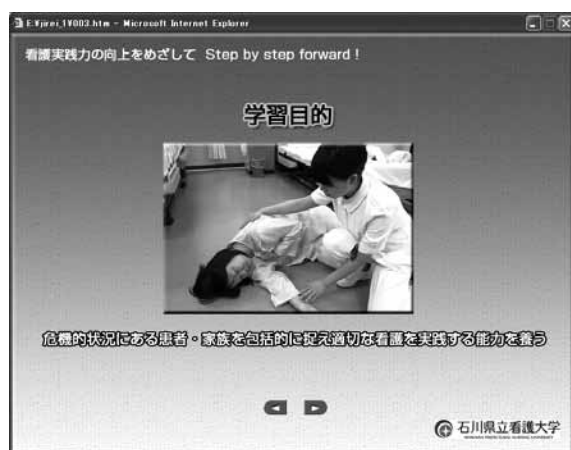 E:¥jirei_1¥003.htm - Microsoft Internet Explorer
看護実践力の向上をめざして Step by step forward！
学習目的
危機的状況にある患者・家族を包括的に捉え適切な看護を実践する能力を養う
石川県立看護大学